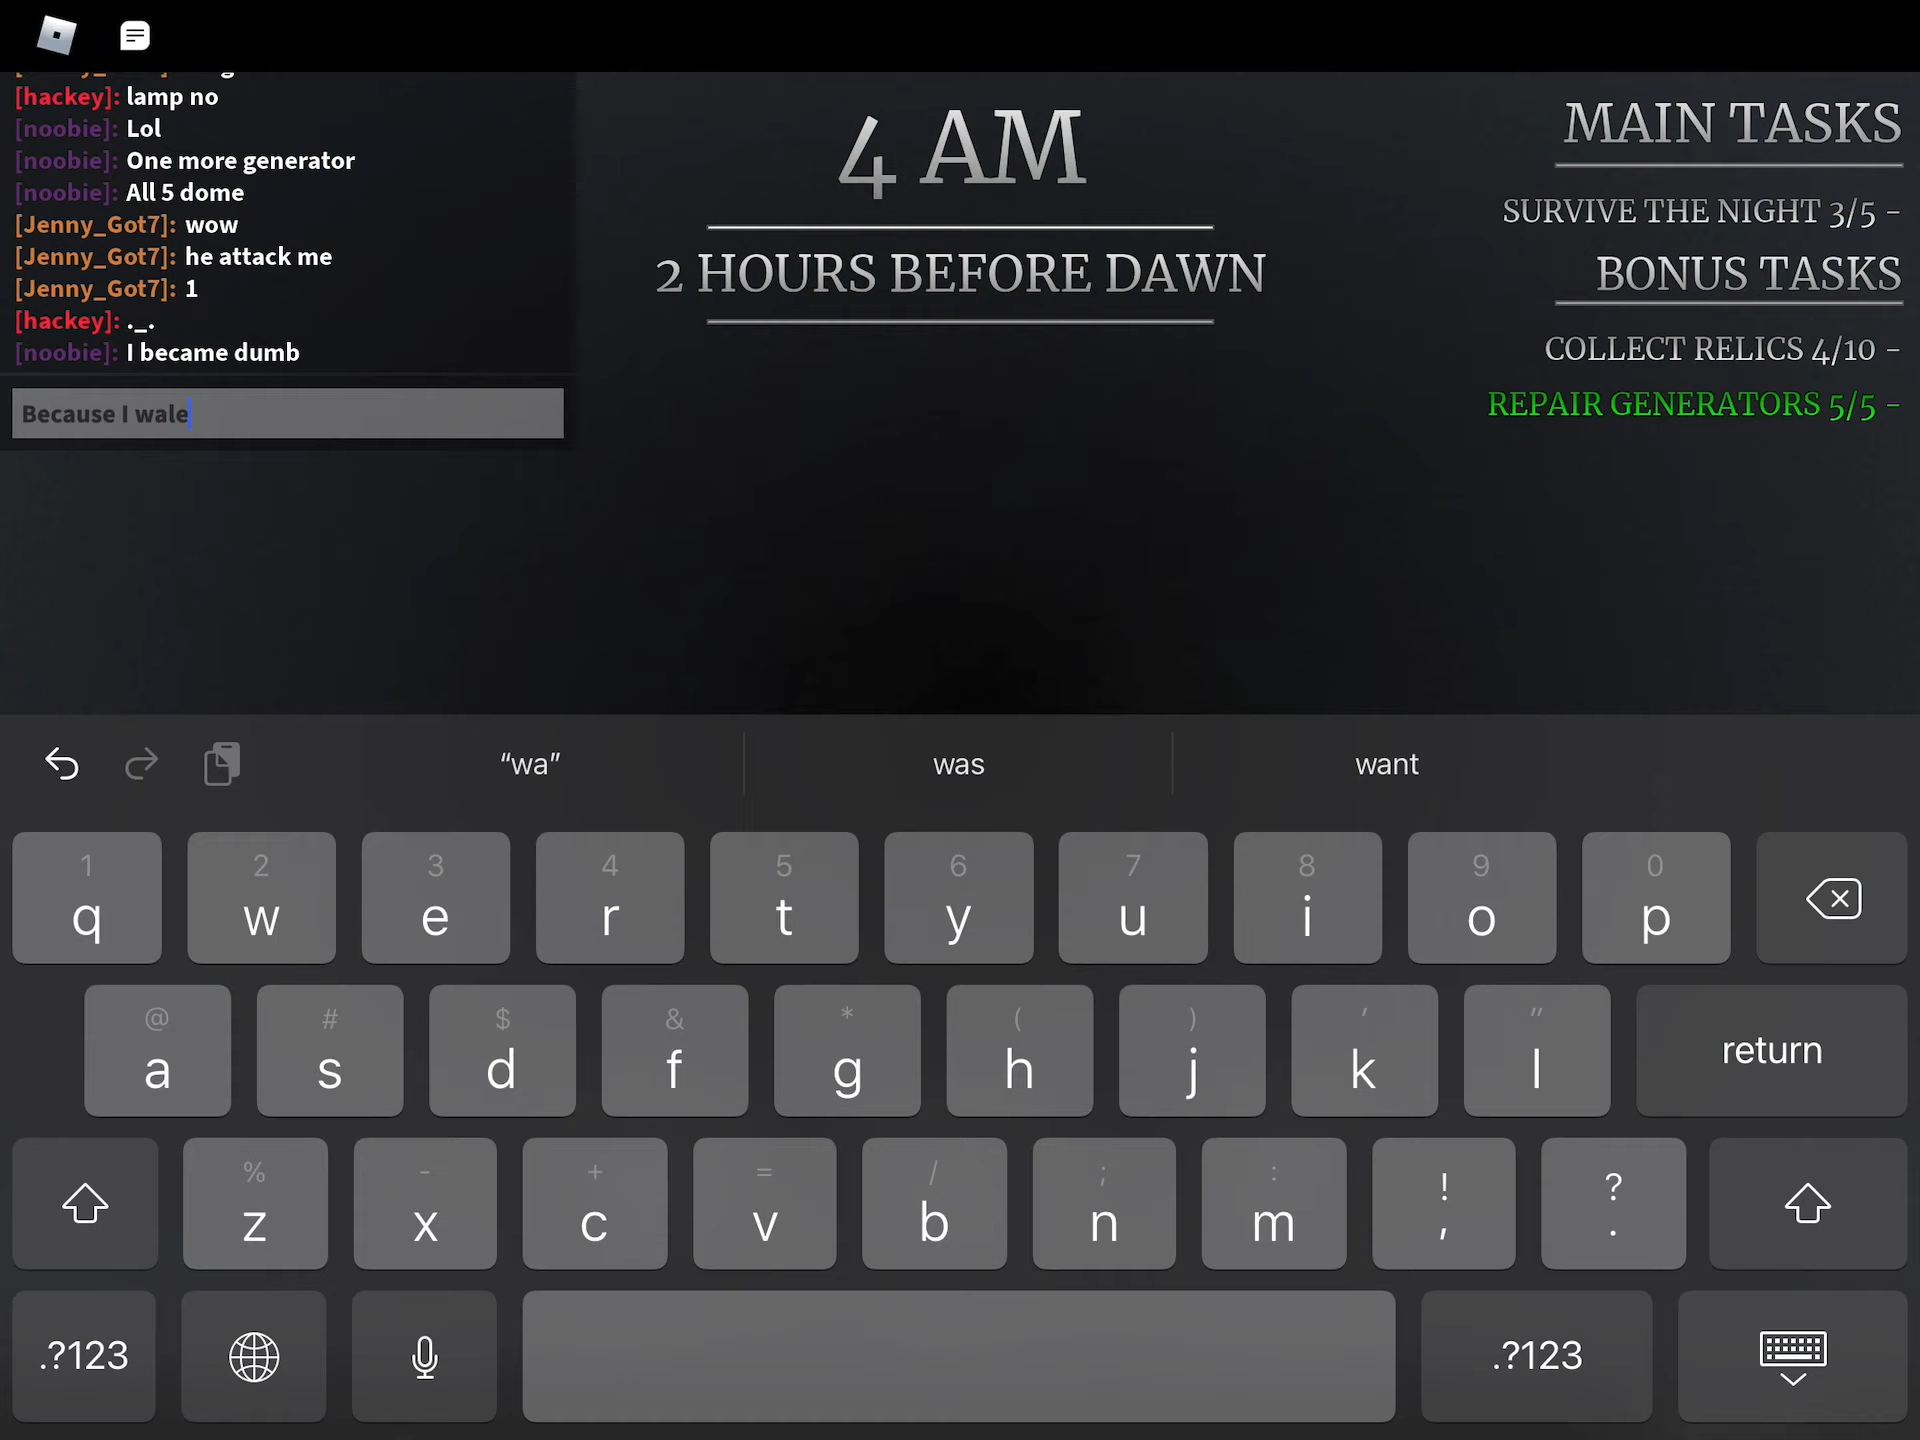 [hackey]: lamp no
[noobie]: Lol
[noobie]: One more generator
[noobie]: All 5 dome
[Jenny_Got7]: wow
[Jenny_Got7]: he attack me
[Jenny_Got7]: 1
[hackey]: ._.
[noobie]: I became dumb
Because I wale
4 AM
2 HOURS BEFORE DAWN
MAIN TASKS
SURVIVE THE NIGHT 3/5 -
BONUS TASKS
COLLECT RELICS 4/10 -
REPAIR GENERATORS 5/5 -
“wa” was want
1 2 3 4 5 6 7 8 9 0
q w e r t y u i o p
@ # $ & * ( ) ' "
a s d f g h j k l return
% - + = / ; : ! ?
z x c v b n m , .
.?123 .?123